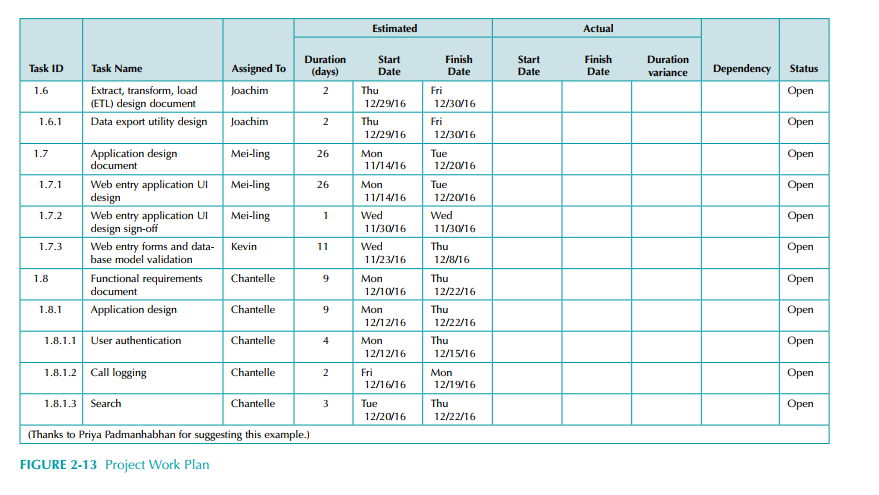 Estimated Actual
Task ID Task Name Assigned To Duration (days) Start Date Finish Date Start Date Finish Date Duration variance Dependency Status
1.6 Extract, transform, load Joachim 2 Thu Fri Open
(ETL) design document 12/29/16 12/30/16
1.6.1 Data export utility design Joachim 2 Thu Fri Open
12/29/16 12/30/16
1.7 Application design Mei-ling 26 Mon Tue Open
document 11/14/16 12/20/16
1.7.1 Web entry application UI Mei-ling 26 Mon Tue Open
design 11/14/16 12/20/16
1.7.2 Web entry application UI Mei-ling 1 Wed Wed Open
design sign-off 11/30/16 11/30/16
1.7.3 Web entry forms and data- Kevin 11 Wed Thu Open
base model validation 11/23/16 12/8/16
1.8 Functional requirements Chantelle 9 Mon Thu Open
document 12/10/16 12/22/16
1.8.1 Application design Chantelle 9 Mon Thu Open
12/12/16 12/22/16
1.8.1.1 User authentication Chantelle 4 Mon Thu Open
12/12/16 12/15/16
1.8.1.2 Call logging Chantelle 2 Fri Mon Open
12/16/16 12/19/16
1.8.1.3 Search Chantelle 3 Tue Thu Open
12/20/16 12/22/16
(Thanks to Priya Padmanhabhan for suggesting this example.)
FIGURE 2-13 Project Work Plan